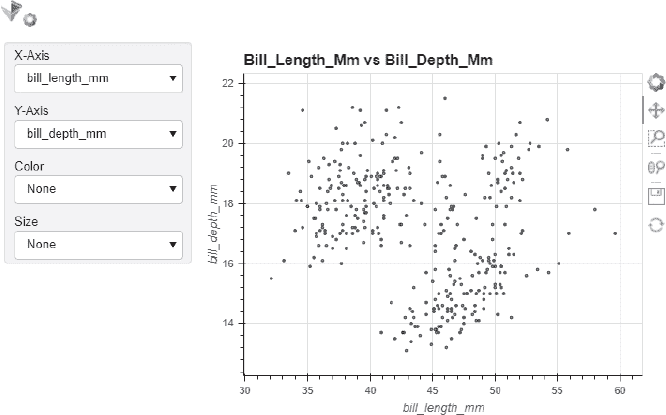 X-Axis
bill_length_mm
Y-Axis
bill_depth_mm
Color
None
Size
None
Bill_Length_Mm vs Bill_Depth_Mm
bill_depth_mm
22
20
18
16
14
30 35 40 45 50 55 60
bill_length_mm